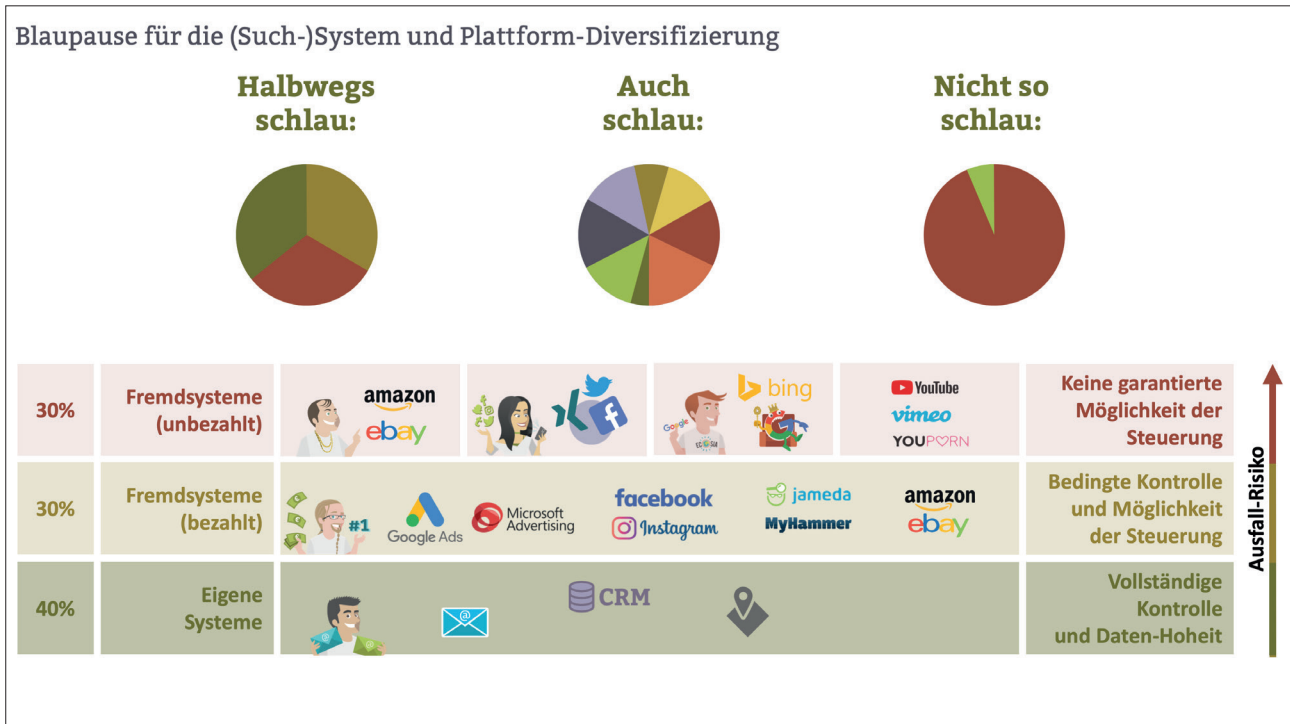 Blaupause für die (Such-)System und Plattform-Diversifizierung
Halbwegs
schlau:
Auch
schlau:
Nicht so
schlau:
30%
Fremdsysteme
(unbezahlt)
amazon
ebay
Google
ECOSIA
bing
YouTube
vimeo
YOUPORN
Keine garantierte
Möglichkeit der
Steuerung
30%
Fremdsysteme
(bezahlt)
#1
Google Ads
Microsoft
Advertising
facebook
Instagram
jameda
MyHammer
amazon
ebay
Bedingte Kontrolle
und Möglichkeit
der Steuerung
40%
Eigene
Systeme
@
CRM
Vollständige
Kontrolle
und Daten-Hoheit
Ausfall-Risiko